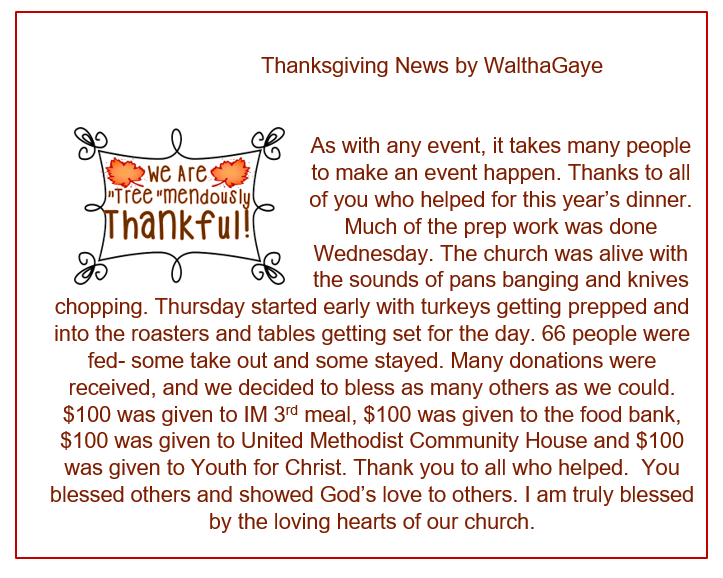 Thanksgiving News by WalthaGaye
We Are
"Tree"mendously
Thankful!
As with any event, it takes many people
to make an event happen. Thanks to all
of you who helped for this year’s dinner.
Much of the prep work was done
Wednesday. The church was alive with
the sounds of pans banging and knives
chopping. Thursday started early with turkeys getting prepped and
into the roasters and tables getting set for the day. 66 people were
fed- some take out and some stayed. Many donations were
received, and we decided to bless as many others as we could.
$100 was given to IM 3rd meal, $100 was given to the food bank,
$100 was given to United Methodist Community House and $100
was given to Youth for Christ. Thank you to all who helped.  You
blessed others and showed God’s love to others. I am truly blessed
by the loving hearts of our church.